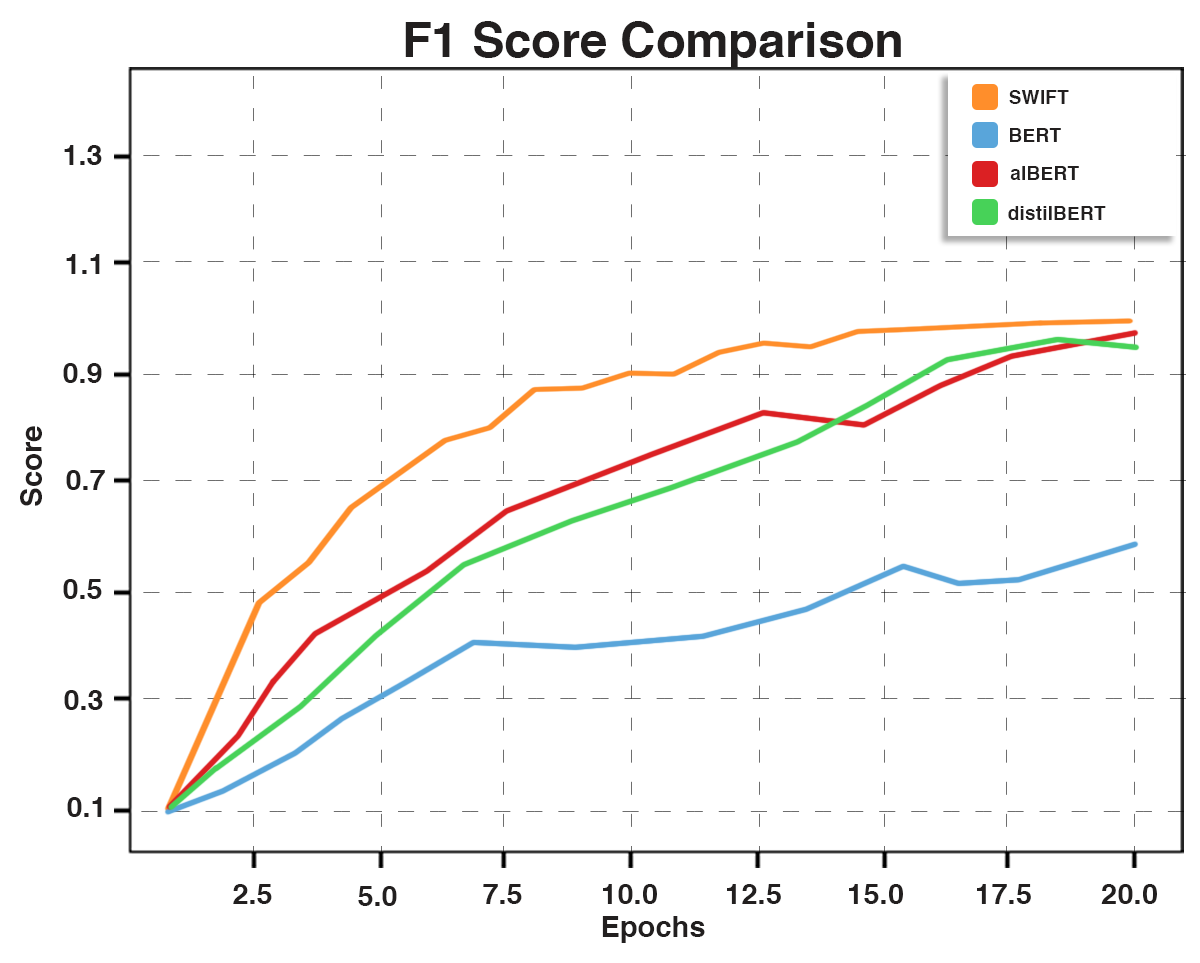 F1 Score Comparison
SWIFT
BERT
alBERT
distilBERT
1.3
1.1
0.9
0.7
0.5
0.3
0.1
Score
2.5 5.0 7.5 10.0 12.5 15.0 17.5 20.0
Epochs